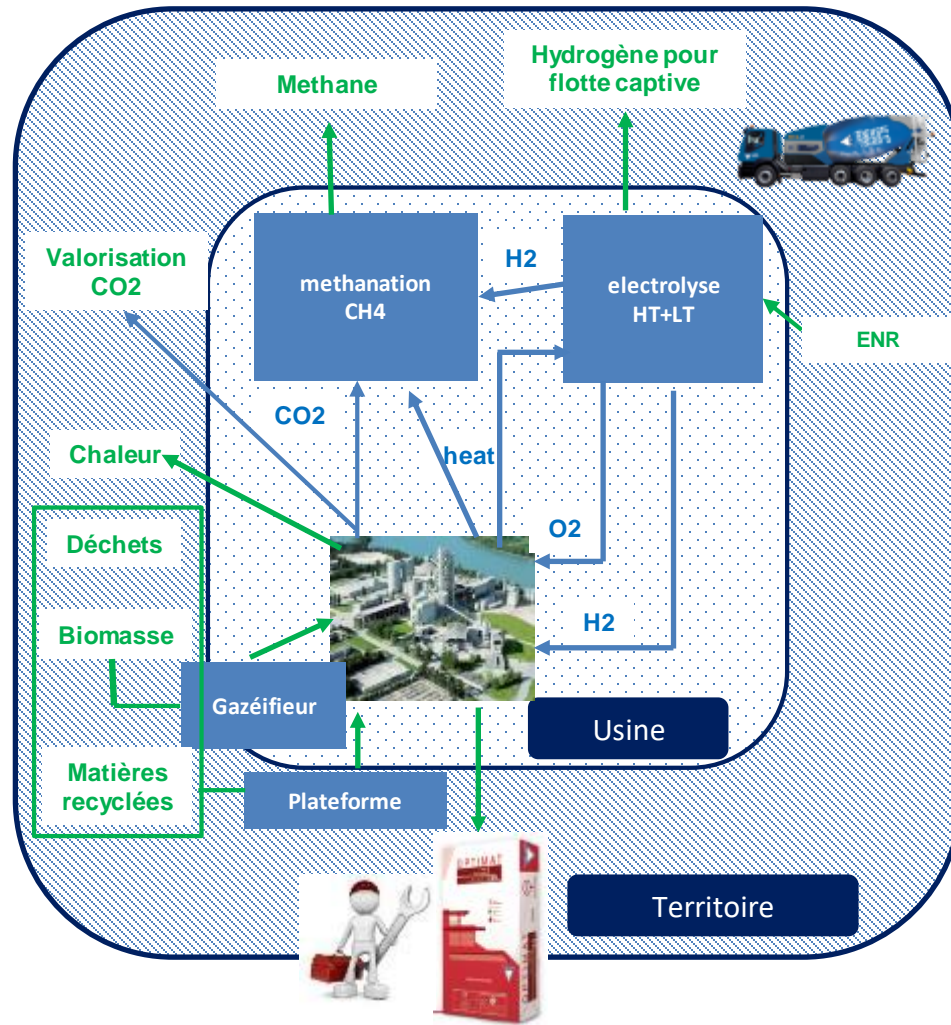 Methane
Hydrogène pour
flotte captive
Valorisation
CO2
methanation
CH4
H2
electrolyse
HT+LT
ENR
CO2
heat
Chaleur
O2
Déchets
H2
Biomasse
Gazéifieur
Usine
Matières
recyclées
Plateforme
OPTIMAT
Territoire